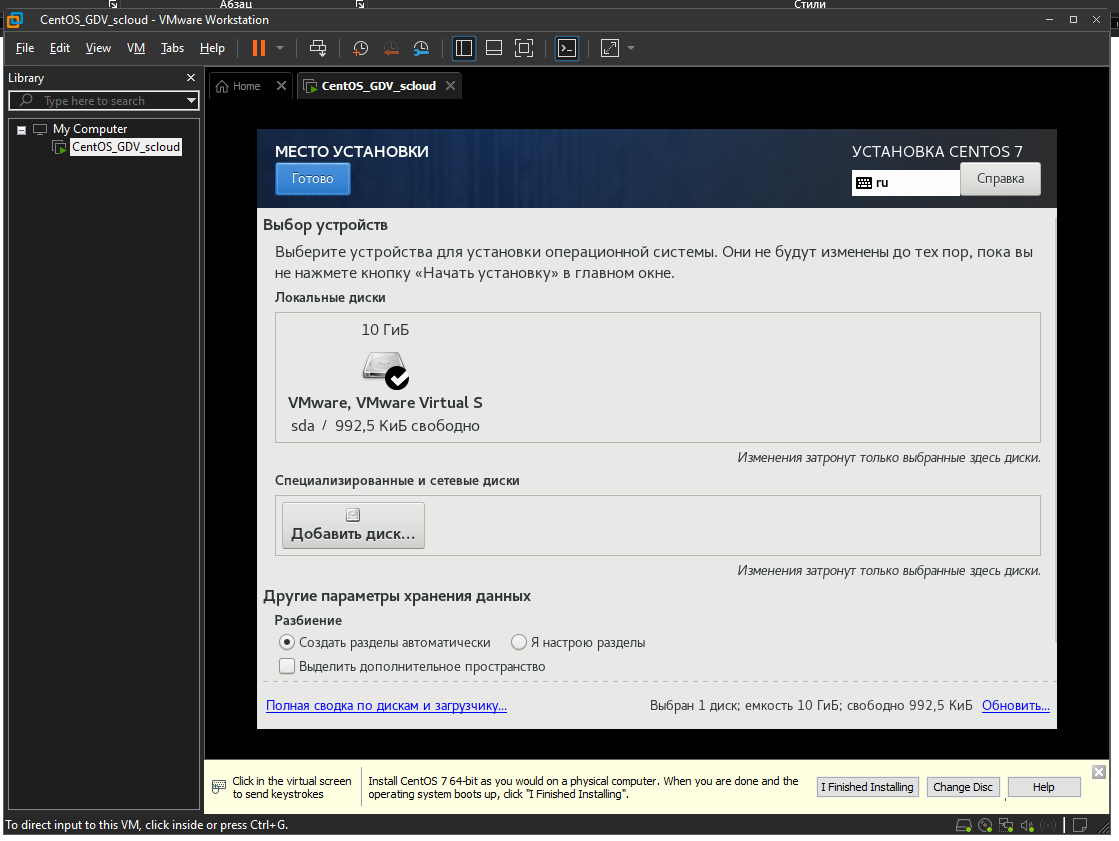 Абзац
Стили
CentOS_GDV_scloud - VMware Workstation
File Edit View VM Tabs Help
Library
Type here to search
My Computer
CentOS_GDV_scloud
Home
CentOS_GDV_scloud
МЕСТО УСТАНОВКИ
УСТАНОВКА CENTOS 7
Готово
ru
Справка
Выбор устройств
Выберите устройства для установки операционной системы. Они не будут изменены до тех пор, пока вы
не нажмете кнопку «Начать установку» в главном окне.
Локальные диски
10 ГиБ
VMware, VMware Virtual S
sda / 992,5 КиБ свободно
Изменения затронут только выбранные здесь диски.
Специализированные и сетевые диски
Добавить диск...
Изменения затронут только выбранные здесь диски.
Другие параметры хранения данных
Разбиение
Создать разделы автоматически
Я настрою разделы
Выделить дополнительное пространство
Полная сводка по дискам и загрузчику...
Выбран 1 диск; емкость 10 ГиБ; свободно 992,5 КиБ
Обновить...
Click in the virtual screen
to send keystrokes
Install CentOS 7 64-bit as you would on a physical computer. When you are done and the
operating system boots up, click "I Finished Installing".
I Finished Installing
Change Disc
Help
To direct input to this VM, click inside or press Ctrl+G.